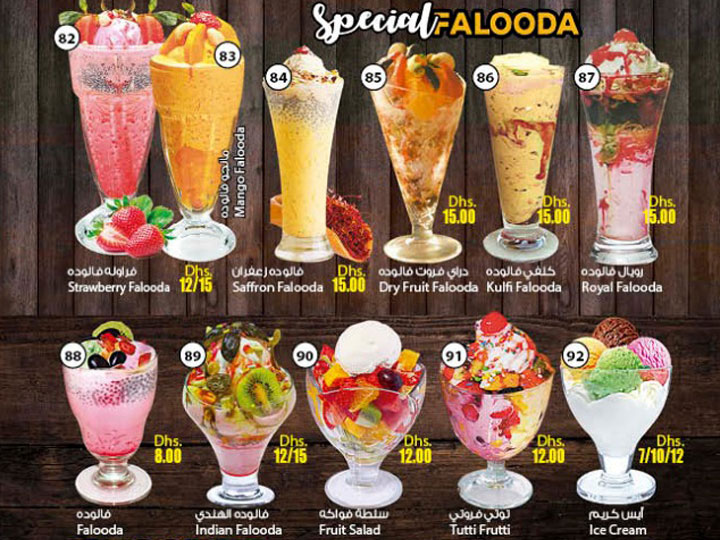 Special FALOODA
82
83
84
85
86
87
مانجو فالوده
Mango Falooda
Dhs.
15.00
Dhs.
15.00
Dhs.
15.00
فراوله فالوده
Strawberry Falooda
Dhs.
12/15
فالوده زعفران
Saffron Falooda
Dhs.
15.00
دراي فروت فالوده
Dry Fruit Falooda
كلفي فالوده
Kulfi Falooda
رويال فالوده
Royal Falooda
88
89
90
91
92
Dhs.
8.00
Dhs.
12/15
Dhs.
12.00
Dhs.
12.00
Dhs.
7/10/12
فالوده
Falooda
فالوده الهندي
Indian Falooda
سلطة فواكه
Fruit Salad
توتي فروتي
Tutti Frutti
آيس كريم
Ice Cream